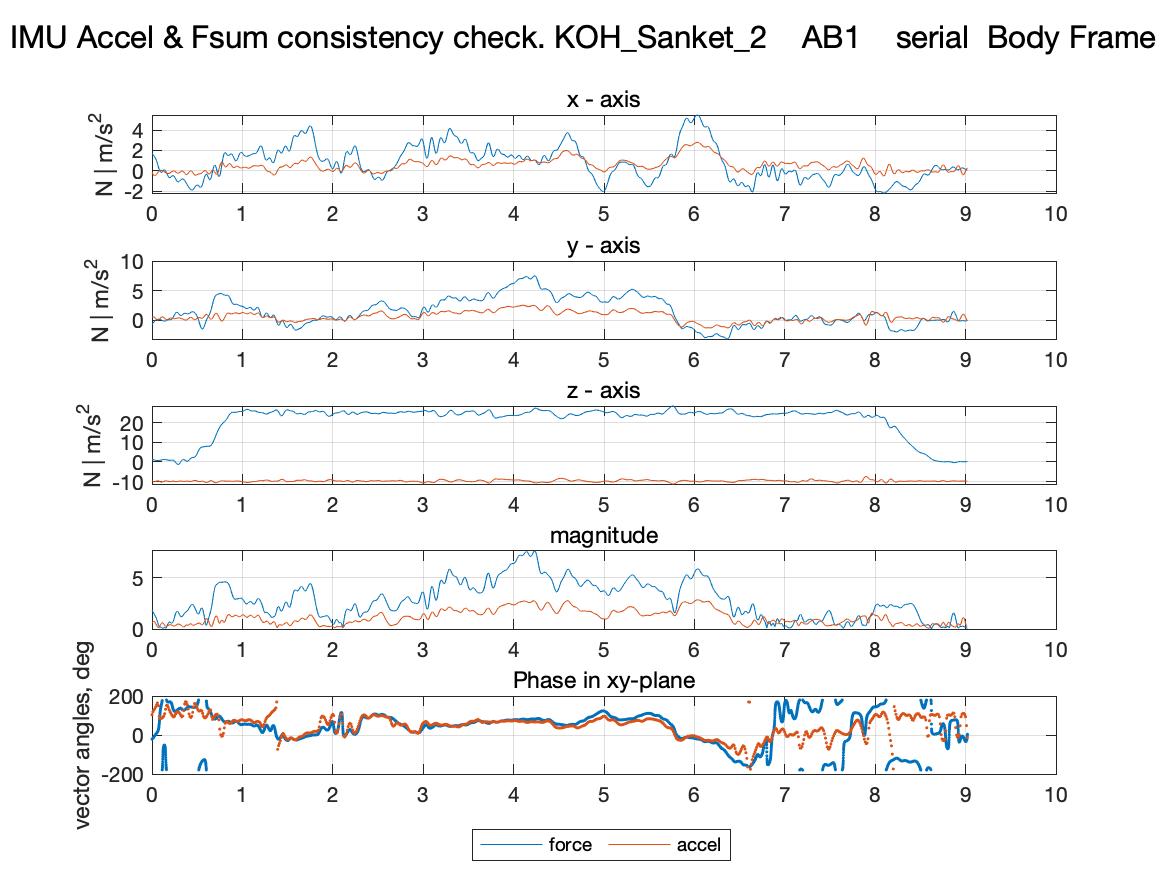 IMU Accel & Fsum consistency check. KOH_Sanket_2 AB1 serial Body Frame
x - axis
N | m/s²
4
2
0
-2
0 1 2 3 4 5 6 7 8 9 10
y - axis
N | m/s²
10
5
0
0 1 2 3 4 5 6 7 8 9 10
z - axis
N | m/s²
20
10
0
-10
0 1 2 3 4 5 6 7 8 9 10
magnitude
5
0
0 1 2 3 4 5 6 7 8 9 10
Phase in xy-plane
vector angles, deg
200
0
-200
0 1 2 3 4 5 6 7 8 9 10
force accel